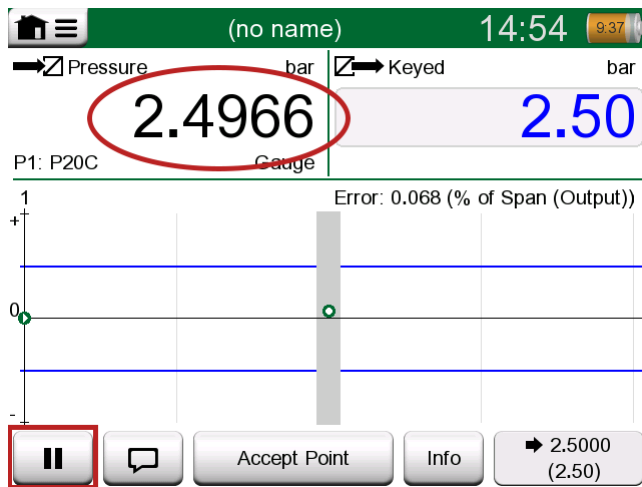 (no name)
14:54
9:37
Pressure bar
2.4966
P1: P20C Gauge
Keyed bar
2.50
1
Error: 0.068 (% of Span (Output))
+
0
-
Accept Point
Info
2.5000
(2.50)